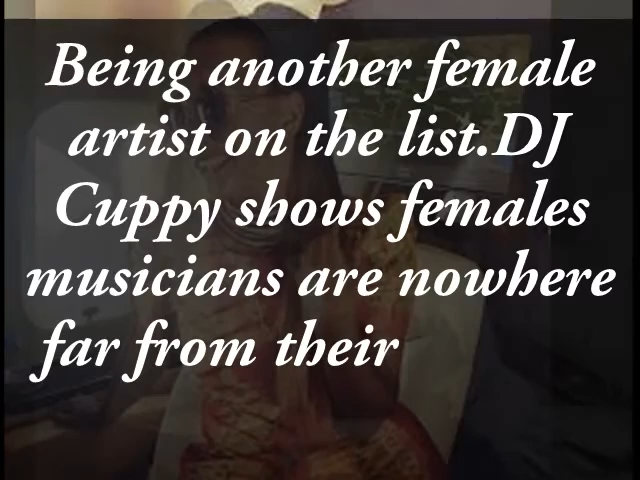 Being another female
artist on the list.DJ
Cuppy shows females
musicians are nowhere
far from their